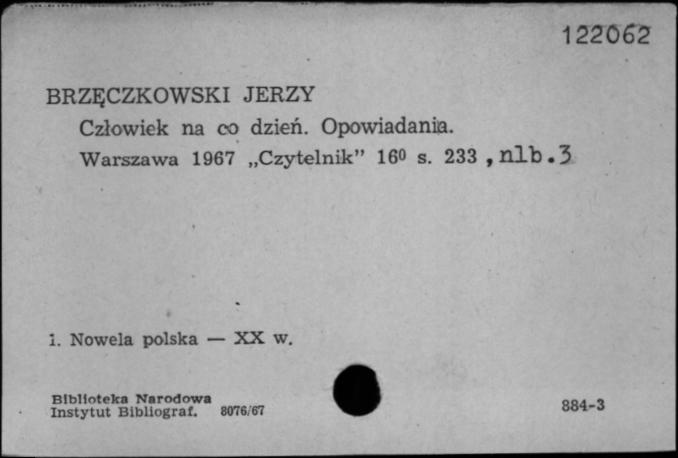 122062
BRZĘCZKOWSKI JERZY
Człowiek na co dzień. Opowiadania.
Warszawa 1967 „Czytelnik” 16⁰ s. 233 , nlb. 3
1. Nowela polska — XX w.
Biblioteka Narodowa
Instytut Bibliograf. 8076/67
884-3